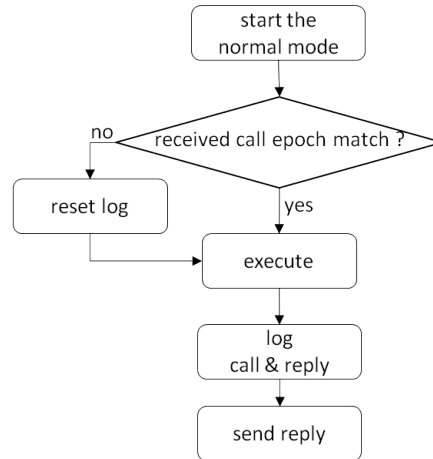 start the
normal mode
received call epoch match ?
no
reset log
yes
execute
log
call & reply
send reply